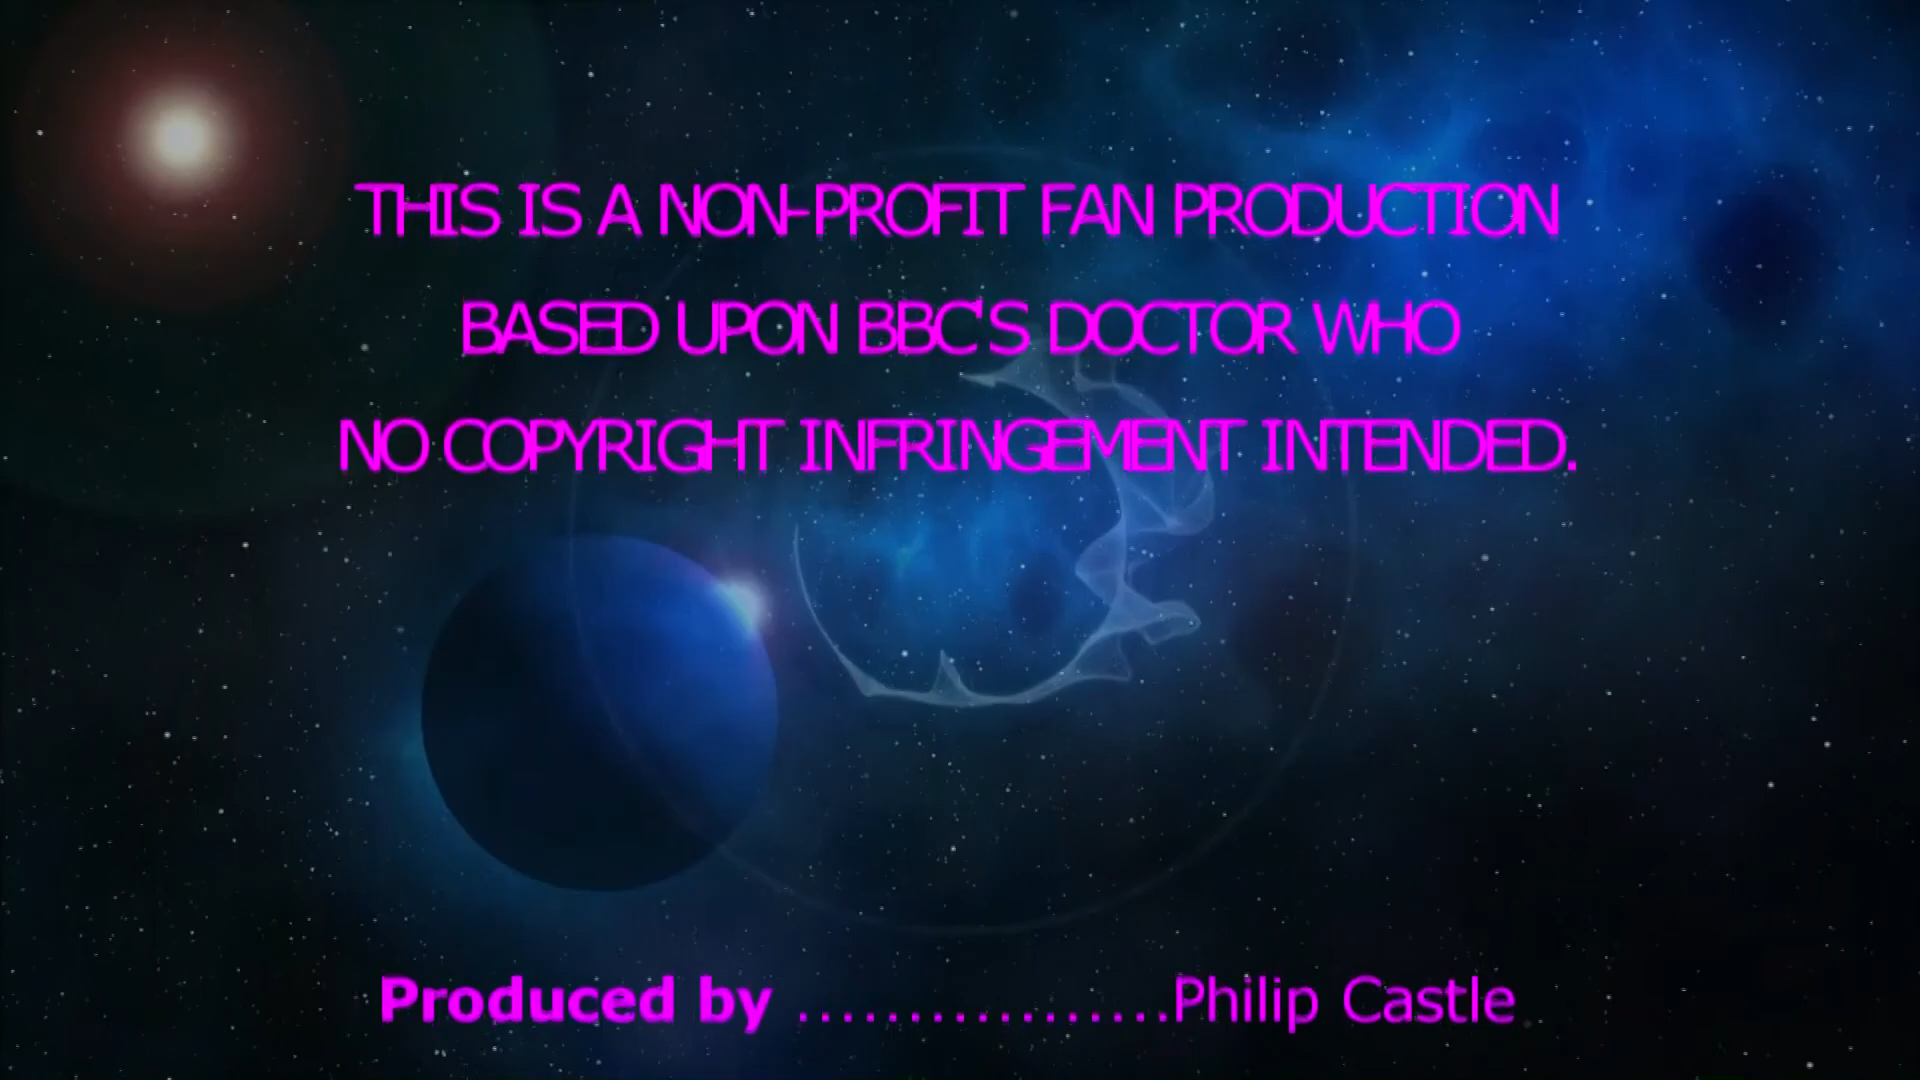 THIS IS A NON-PROFIT FAN PRODUCTION
BASED UPON BBC'S DOCTOR WHO
NO COPYRIGHT INFRINGEMENT INTENDED.
Produced by .................Philip Castle